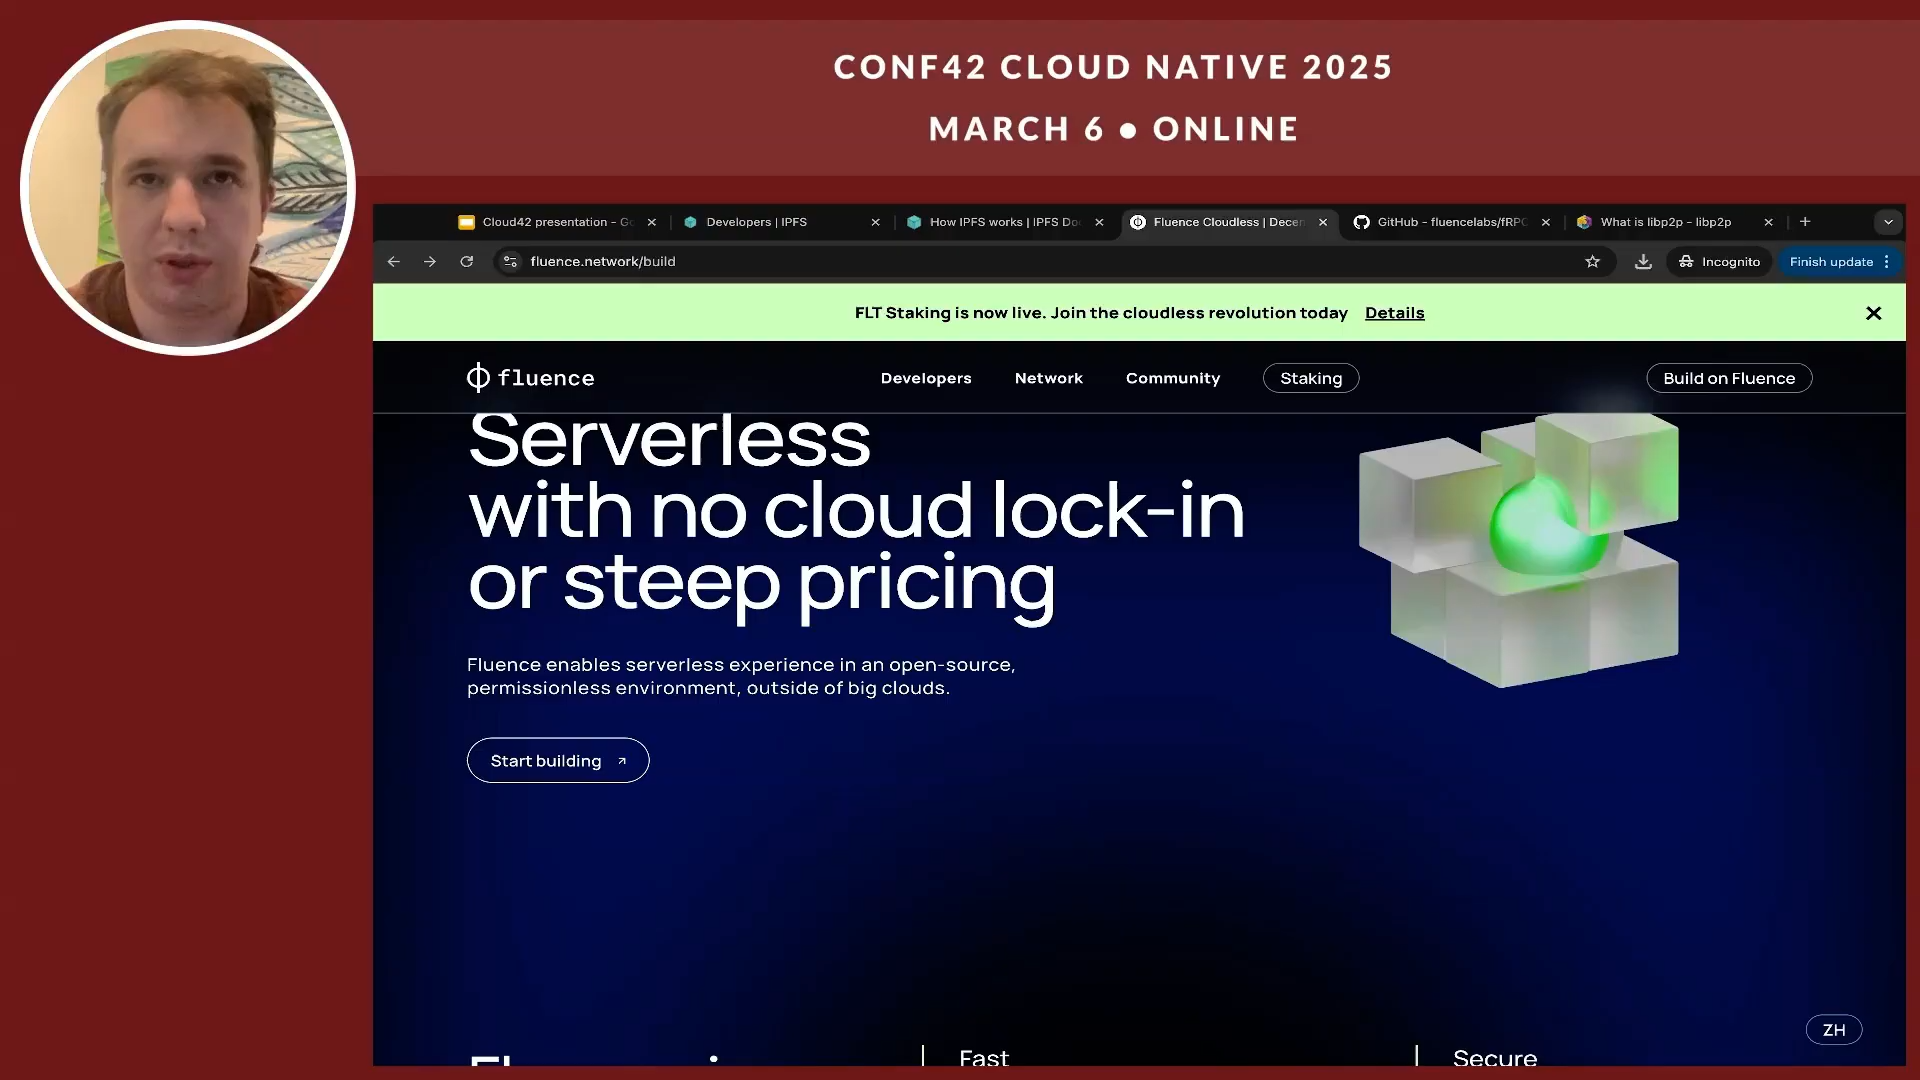 CONF42 CLOUD NATIVE 2025
MARCH 6 ● ONLINE
Cloud42 presentation - Go
Developers | IPFS
How IPFS works | IPFS Do
Fluence Cloudless | Decen
GitHub - fluencelabs/fRPC
What is libp2p - libp2p
fluence.network/build
Incognito
Finish update
FLT Staking is now live. Join the cloudless revolution today Details
fluence
Developers
Network
Community
Staking
Build on Fluence
Serverless
with no cloud lock-in
or steep pricing
Fluence enables serverless experience in an open-source,
permissionless environment, outside of big clouds.
Start building
ZH
Fast
Secure